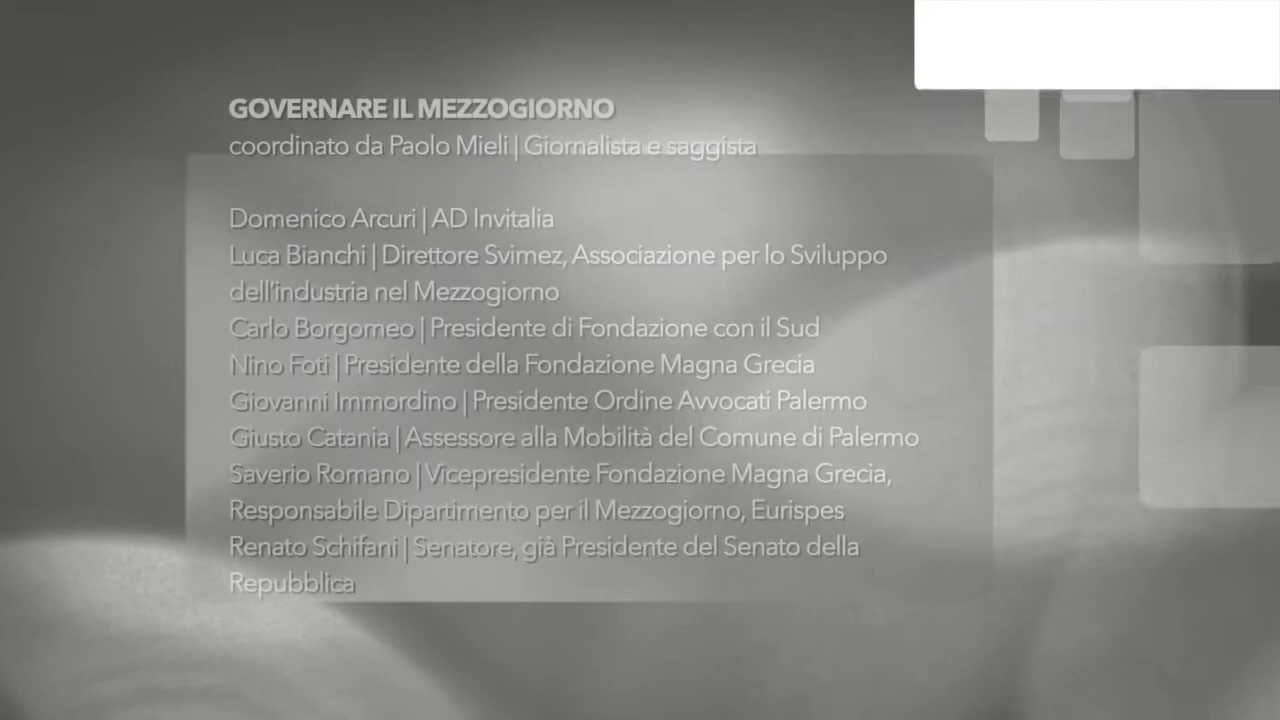 GOVERNARE IL MEZZOGIORNO
coordinato da Paolo Mieli | Giornalista e saggista
Domenico Arcuri | AD Invitalia
Luca Bianchi | Direttore Svimez, Associazione per lo Sviluppo
dell'industria nel Mezzogiorno
Carlo Borgomeo | Presidente di Fondazione con il Sud
Nino Foti | Presidente della Fondazione Magna Grecia
Giovanni Immordino | Presidente Ordine Avvocati Palermo
Giusto Catania | Assessore alla Mobilità del Comune di Palermo
Saverio Romano | Vicepresidente Fondazione Magna Grecia,
Responsabile Dipartimento per il Mezzogiorno, Eurispes
Renato Schifani | Senatore, già Presidente del Senato della
Repubblica